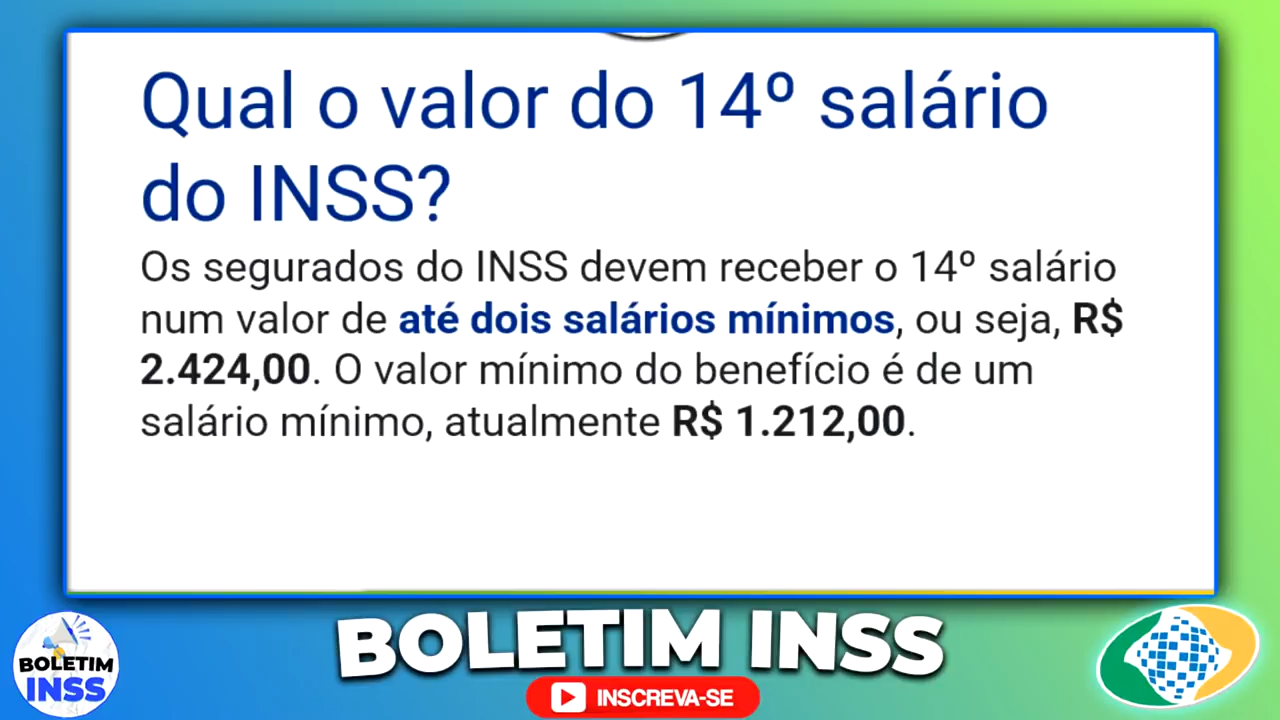 Qual o valor do 14º salário
do INSS?
Os segurados do INSS devem receber o 14º salário
num valor de até dois salários mínimos, ou seja, R$
2.424,00. O valor mínimo do benefício é de um
salário mínimo, atualmente R$ 1.212,00.
BOLETIM INSS
INSCREVA-SE
BOLETIM
INSS